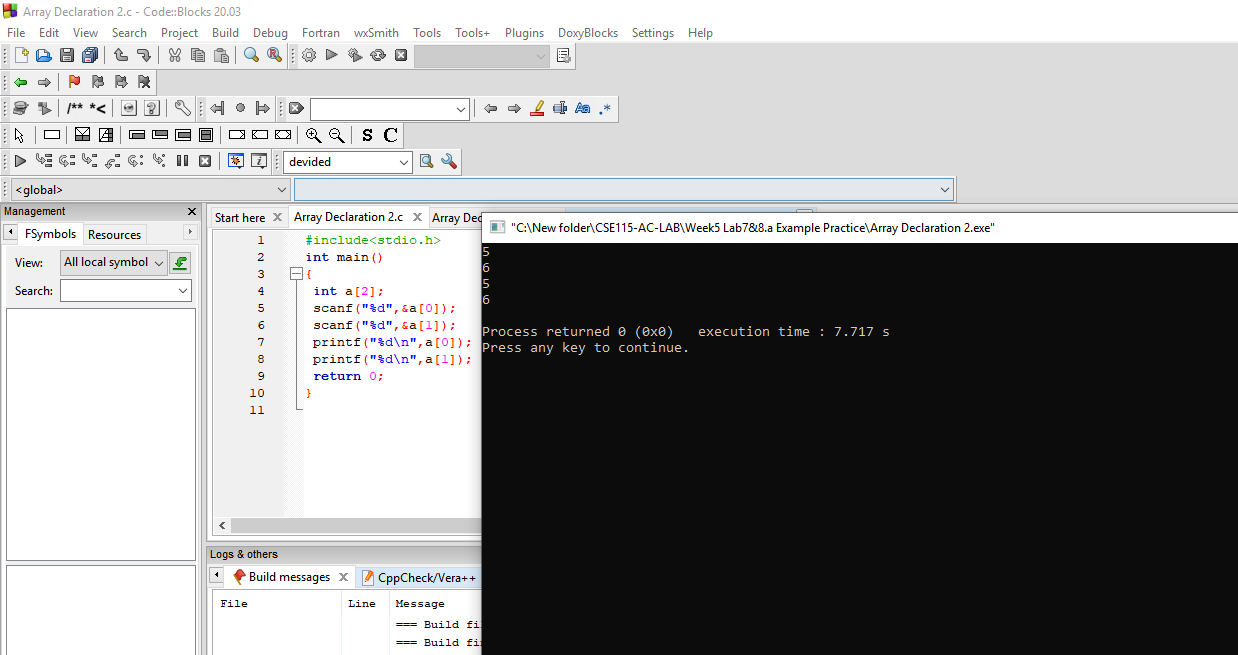 Array Declaration 2.c - Code::Blocks 20.03
File Edit View Search Project Build Debug Fortran wxSmith Tools Tools+ Plugins DoxyBlocks Settings Help
/** *<
Aa .*
S C
devided
<global>
Management
FSymbols Resources
View: All local symbol
Search:
Start here Array Declaration 2.c Array Dec
1 #include<stdio.h>
2 int main()
3 {
4 int a[2];
5 scanf("%d",&a[0]);
6 scanf("%d",&a[1]);
7 printf("%d\n",a[0]);
8 printf("%d\n",a[1]);
9 return 0;
10 }
11
"C:\New folder\CSE115-AC-LAB\Week5 Lab7&8.a Example Practice\Array Declaration 2.exe"
5
6
5
6
Process returned 0 (0x0)   execution time : 7.717 s
Press any key to continue.
Logs & others
Build messages CppCheck/Vera++
File Line Message
=== Build fi
=== Build fi